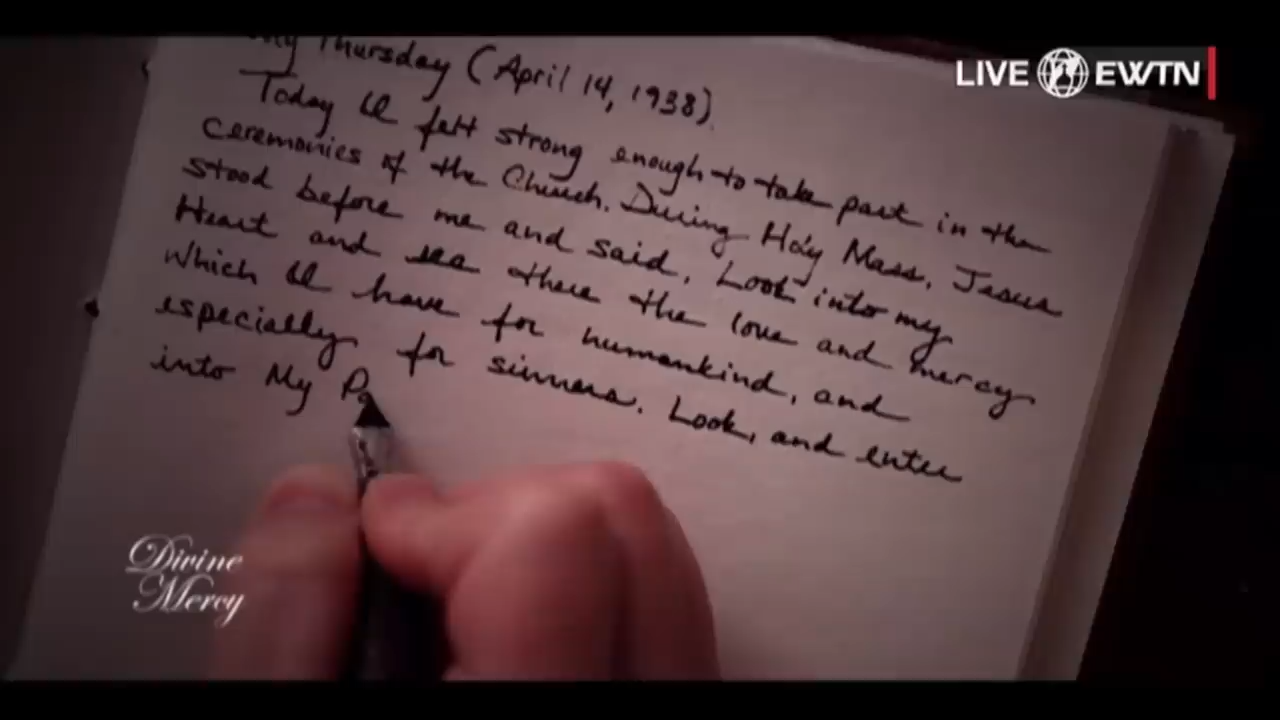 LIVE EWTN
Thursday (April 14, 1938).
Today I felt strong enough to take part in the
ceremonies of the Church. During Holy Mass, Jesus
stood before me and said, Look into my
Heart and see there the love and mercy
which I have for humankind, and
especially for sinners. Look, and enter
into My Pa
Divine
Mercy